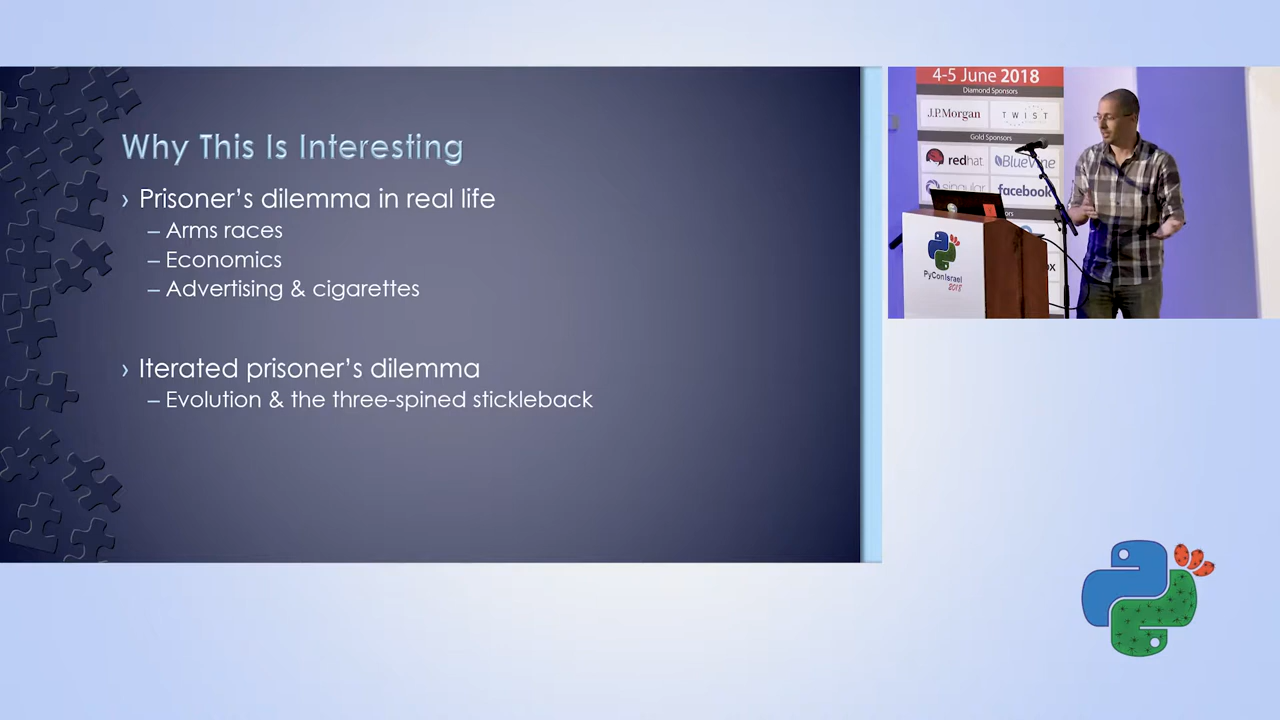 Why This Is Interesting
› Prisoner's dilemma in real life
– Arms races
– Economics
– Advertising & cigarettes
› Iterated prisoner's dilemma
– Evolution & the three-spined stickleback
4-5 June 2018
Diamond Sponsors
J.P.Morgan TWIST
Gold Sponsors
redhat BlueVine
singular facebook
PyConIsrael
2018